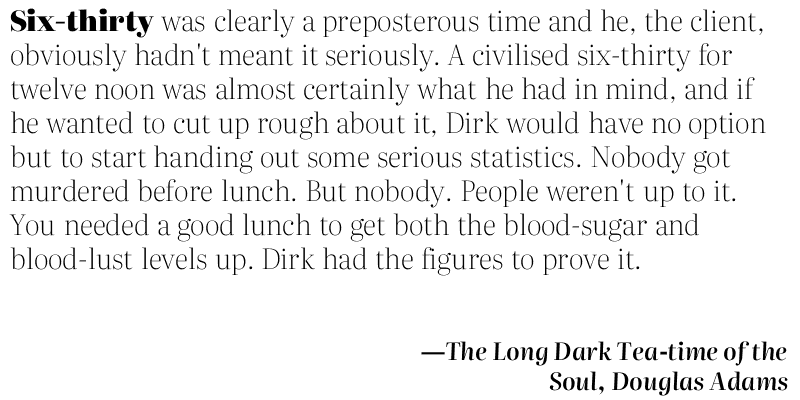 Six-thirty was clearly a preposterous time and he, the client,
obviously hadn't meant it seriously. A civilised six-thirty for
twelve noon was almost certainly what he had in mind, and if
he wanted to cut up rough about it, Dirk would have no option
but to start handing out some serious statistics. Nobody got
murdered before lunch. But nobody. People weren't up to it.
You needed a good lunch to get both the blood-sugar and
blood-lust levels up. Dirk had the figures to prove it.
—The Long Dark Tea-time of the
Soul, Douglas Adams